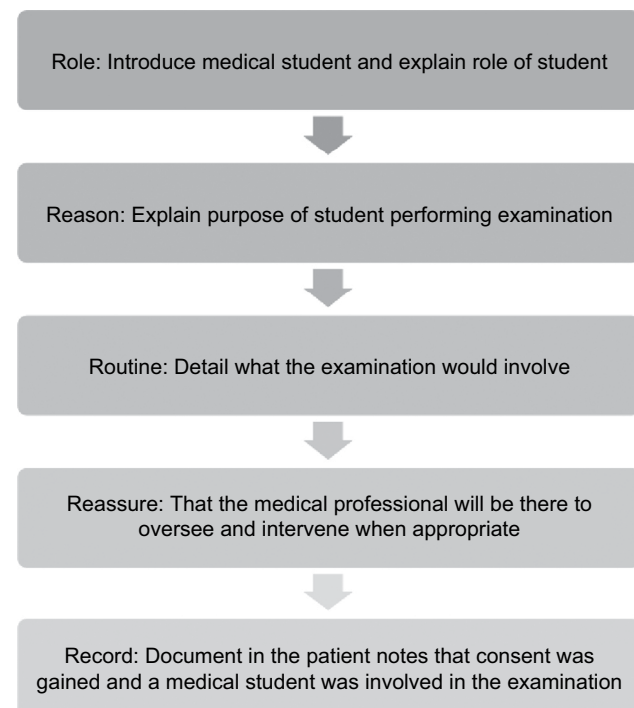 Role: Introduce medical student and explain role of student
Reason: Explain purpose of student performing examination
Routine: Detail what the examination would involve
Reassure: That the medical professional will be there to
oversee and intervene when appropriate
Record: Document in the patient notes that consent was
gained and a medical student was involved in the examination